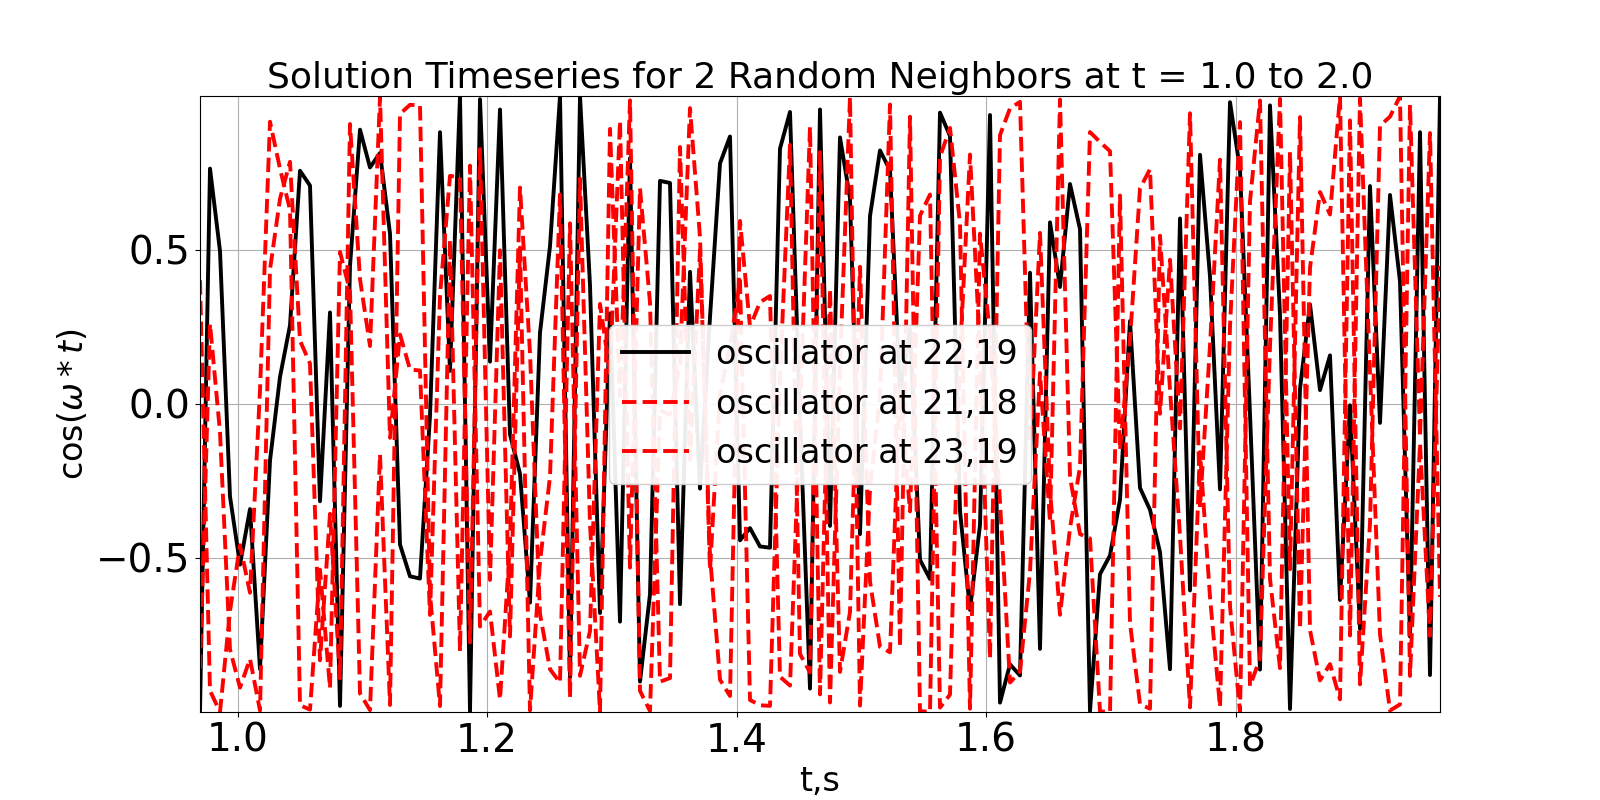 Solution Timeseries for 2 Random Neighbors at t = 1.0 to 2.0
cos(ω * t)
0.5
0.0
−0.5
oscillator at 22,19
oscillator at 21,18
oscillator at 23,19
1.0 1.2 1.4 1.6 1.8
t,s